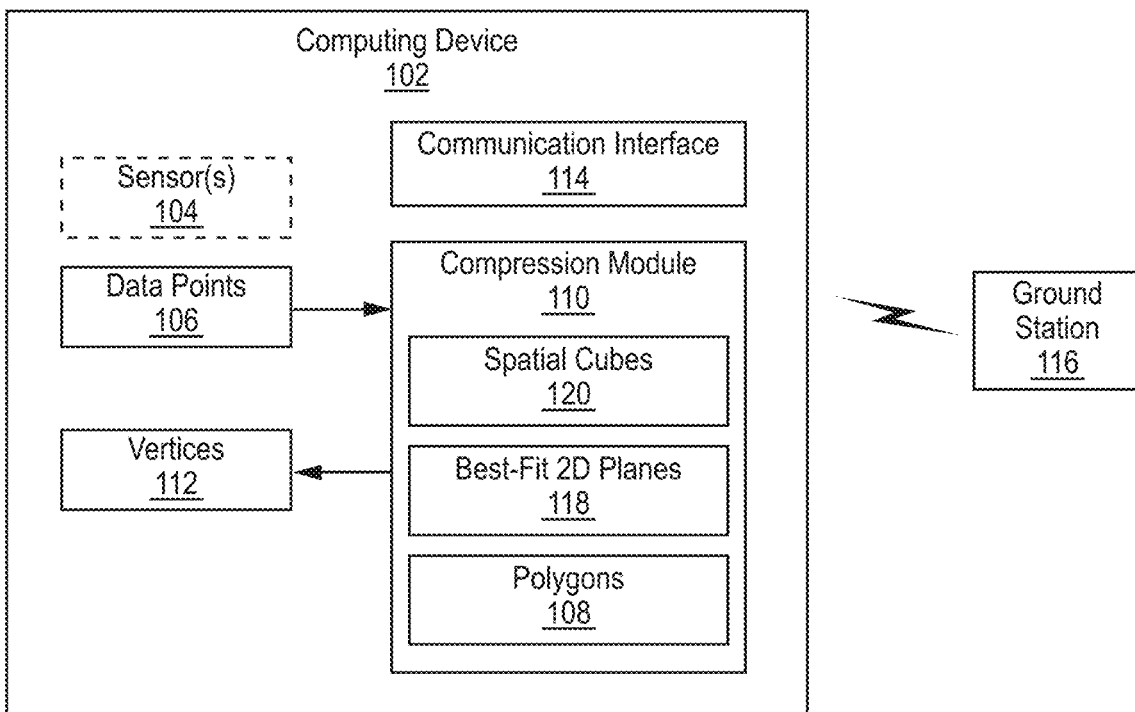 Computing Device
102
Communication Interface
114
Sensor(s)
104
Data Points
106
Compression Module
110
Spatial Cubes
120
Best-Fit 2D Planes
118
Polygons
108
Vertices
112
Ground
Station
116